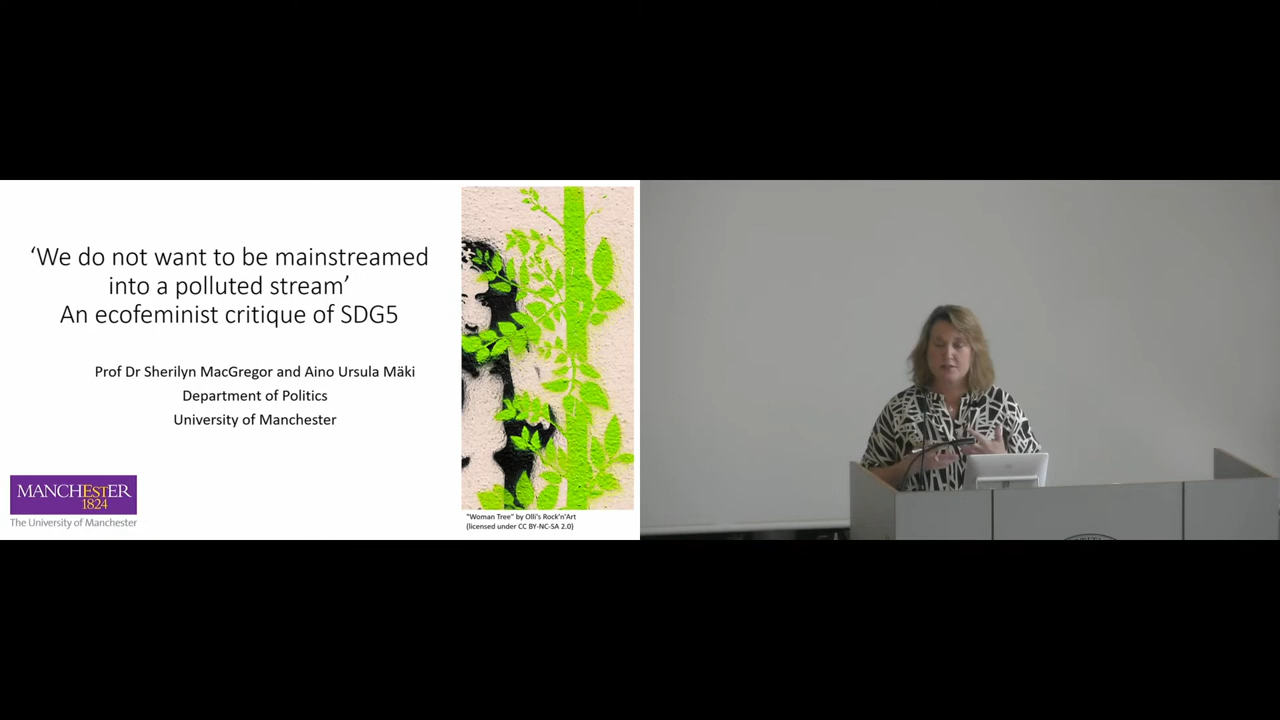 ‘We do not want to be mainstreamed
into a polluted stream’
An ecofeminist critique of SDG5
Prof Dr Sherilyn MacGregor and Aino Ursula Mäki
Department of Politics
University of Manchester
MANCHESTER
1824
The University of Manchester
"Woman Tree" by Olli's Rock'n'Art
(licensed under CC BY-NC-SA 2.0)